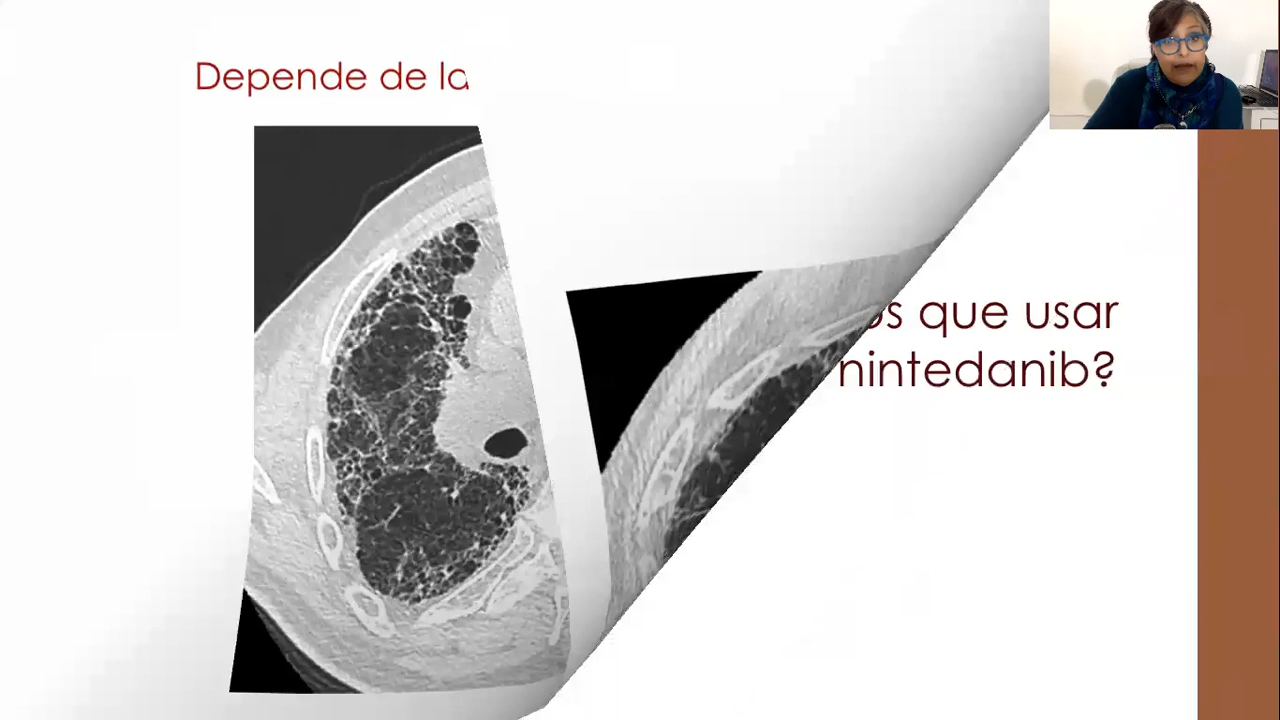 Depende de la
que usar
nintedanib?